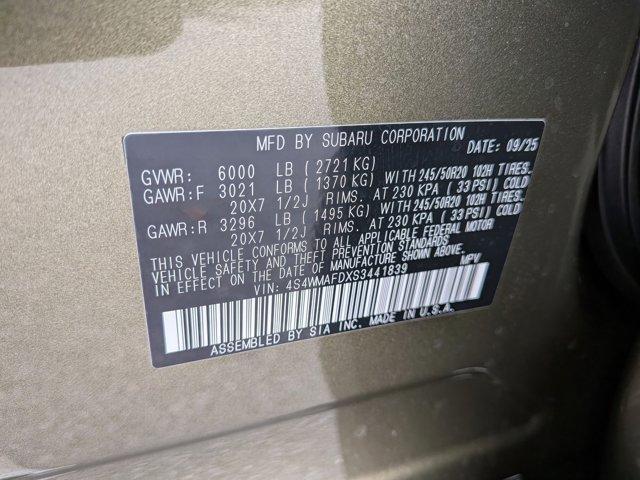 MFD BY SUBARU CORPORATION DATE: 09/25
GVWR: 6000 LB ( 2721 KG)
GAWR:F 3021 LB ( 1370 KG) WITH 245/50R20 102H TIRES.
20X7 1/2J RIMS. AT 230 KPA ( 33 PSI) COLD
GAWR:R 3296 LB ( 1495 KG) WITH 245/50R20 102H TIRES.
20X7 1/2J RIMS. AT 230 KPA ( 33 PSI) COLD
THIS VEHICLE CONFORMS TO ALL APPLICABLE FEDERAL MOTOR
VEHICLE SAFETY AND THEFT PREVENTION STANDARDS
IN EFFECT ON THE DATE OF MANUFACTURE SHOWN ABOVE.
VIN: 4S4WMAFDXS3441839 MPV
ASSEMBLED BY SIA INC. MADE IN U.S.A.